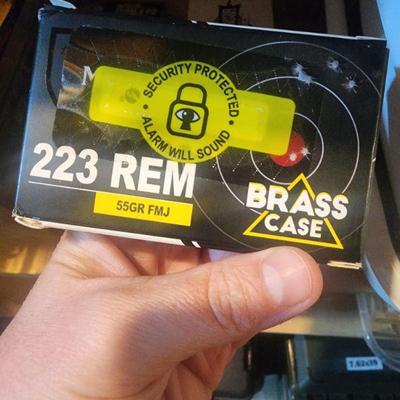 SECURITY PROTECTED
ALARM WILL SOUND
223 REM
55GR FMJ
BRASS
CASE
7.62x39